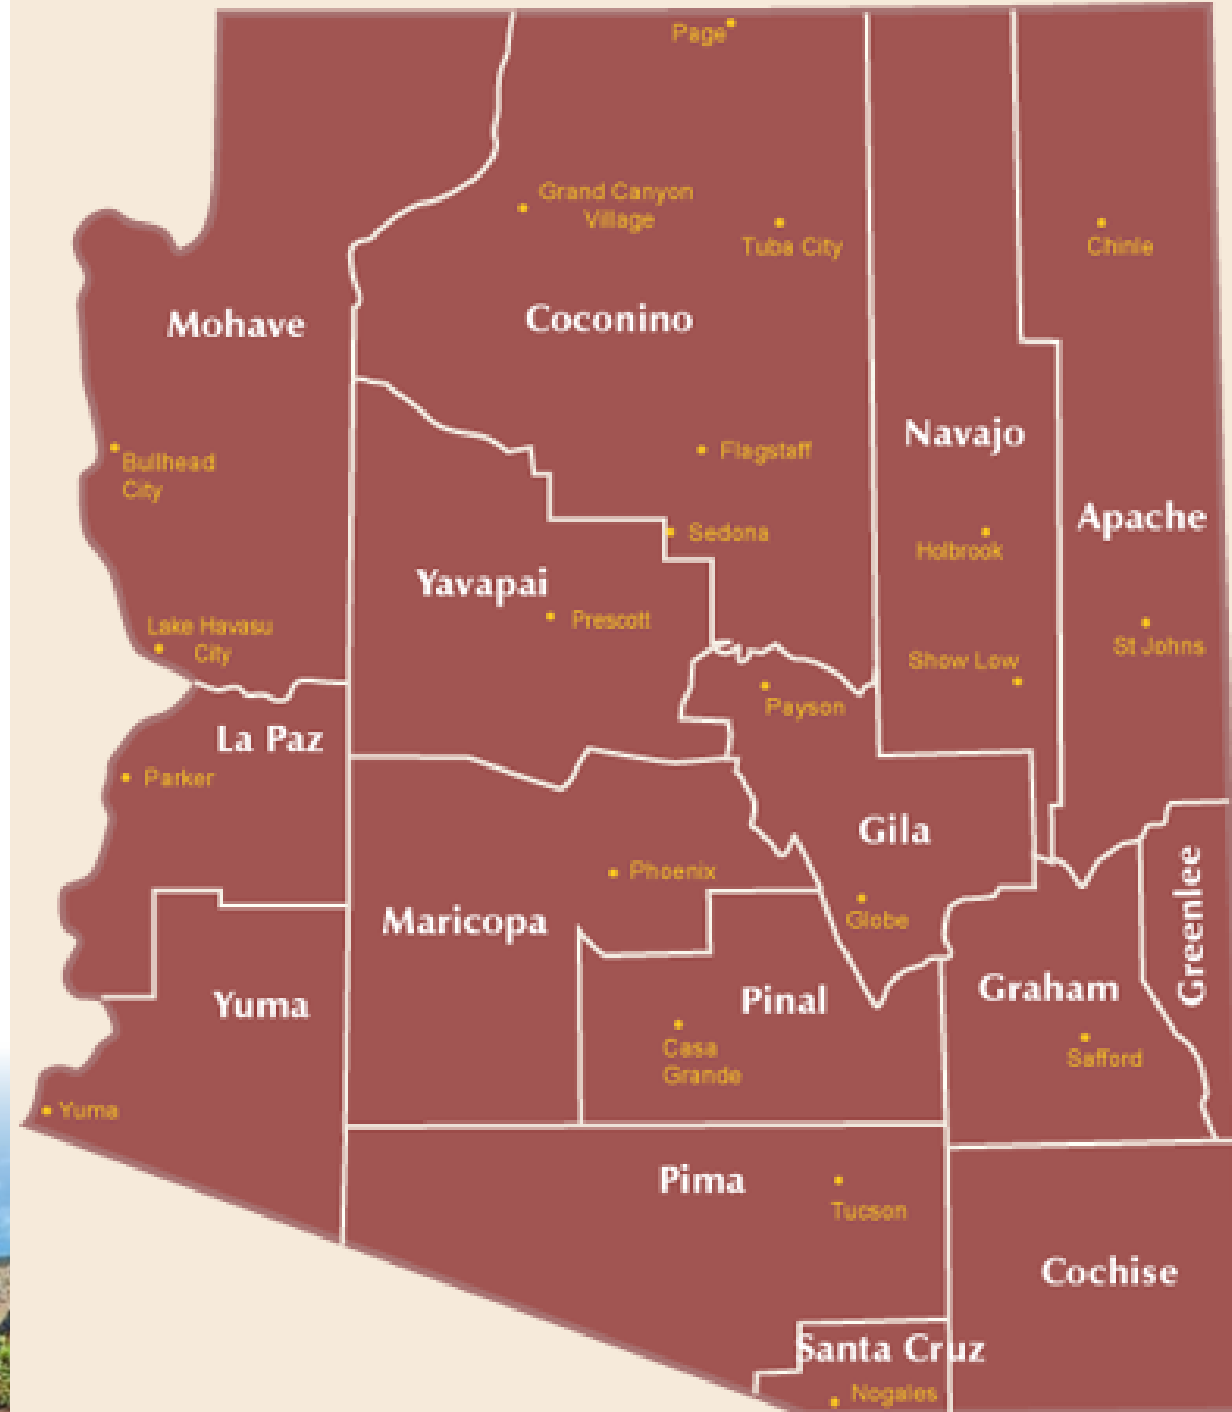 Page
Grand Canyon
Village
Tuba City
Chinle
Mohave
Coconino
Navajo
Flagstaff
Bullhead
City
Apache
Sedona
Holbrook
Yavapai
Prescott
Lake Havasu
City
St Johns
Show Low
Payson
La Paz
Parker
Gila
Phoenix
Maricopa
Globe
Greenlee
Yuma
Pinal
Graham
Casa
Grande
Safford
Yuma
Pima
Tucson
Cochise
Santa Cruz
Nogales